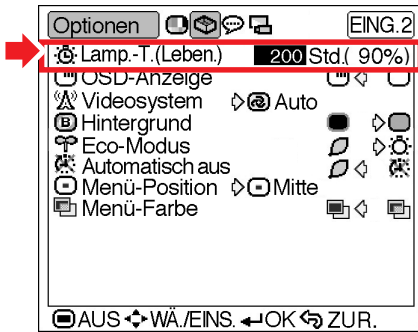 Optionen EING.2
Lamp.-T.(Leben.) 200 Std.( 90%)
OSD-Anzeige
Videosystem Auto
B Hintergrund
Eco-Modus
Automatisch aus
Menü-Position Mitte
Menü-Farbe
AUS WÄ./EINS. OK ZUR.